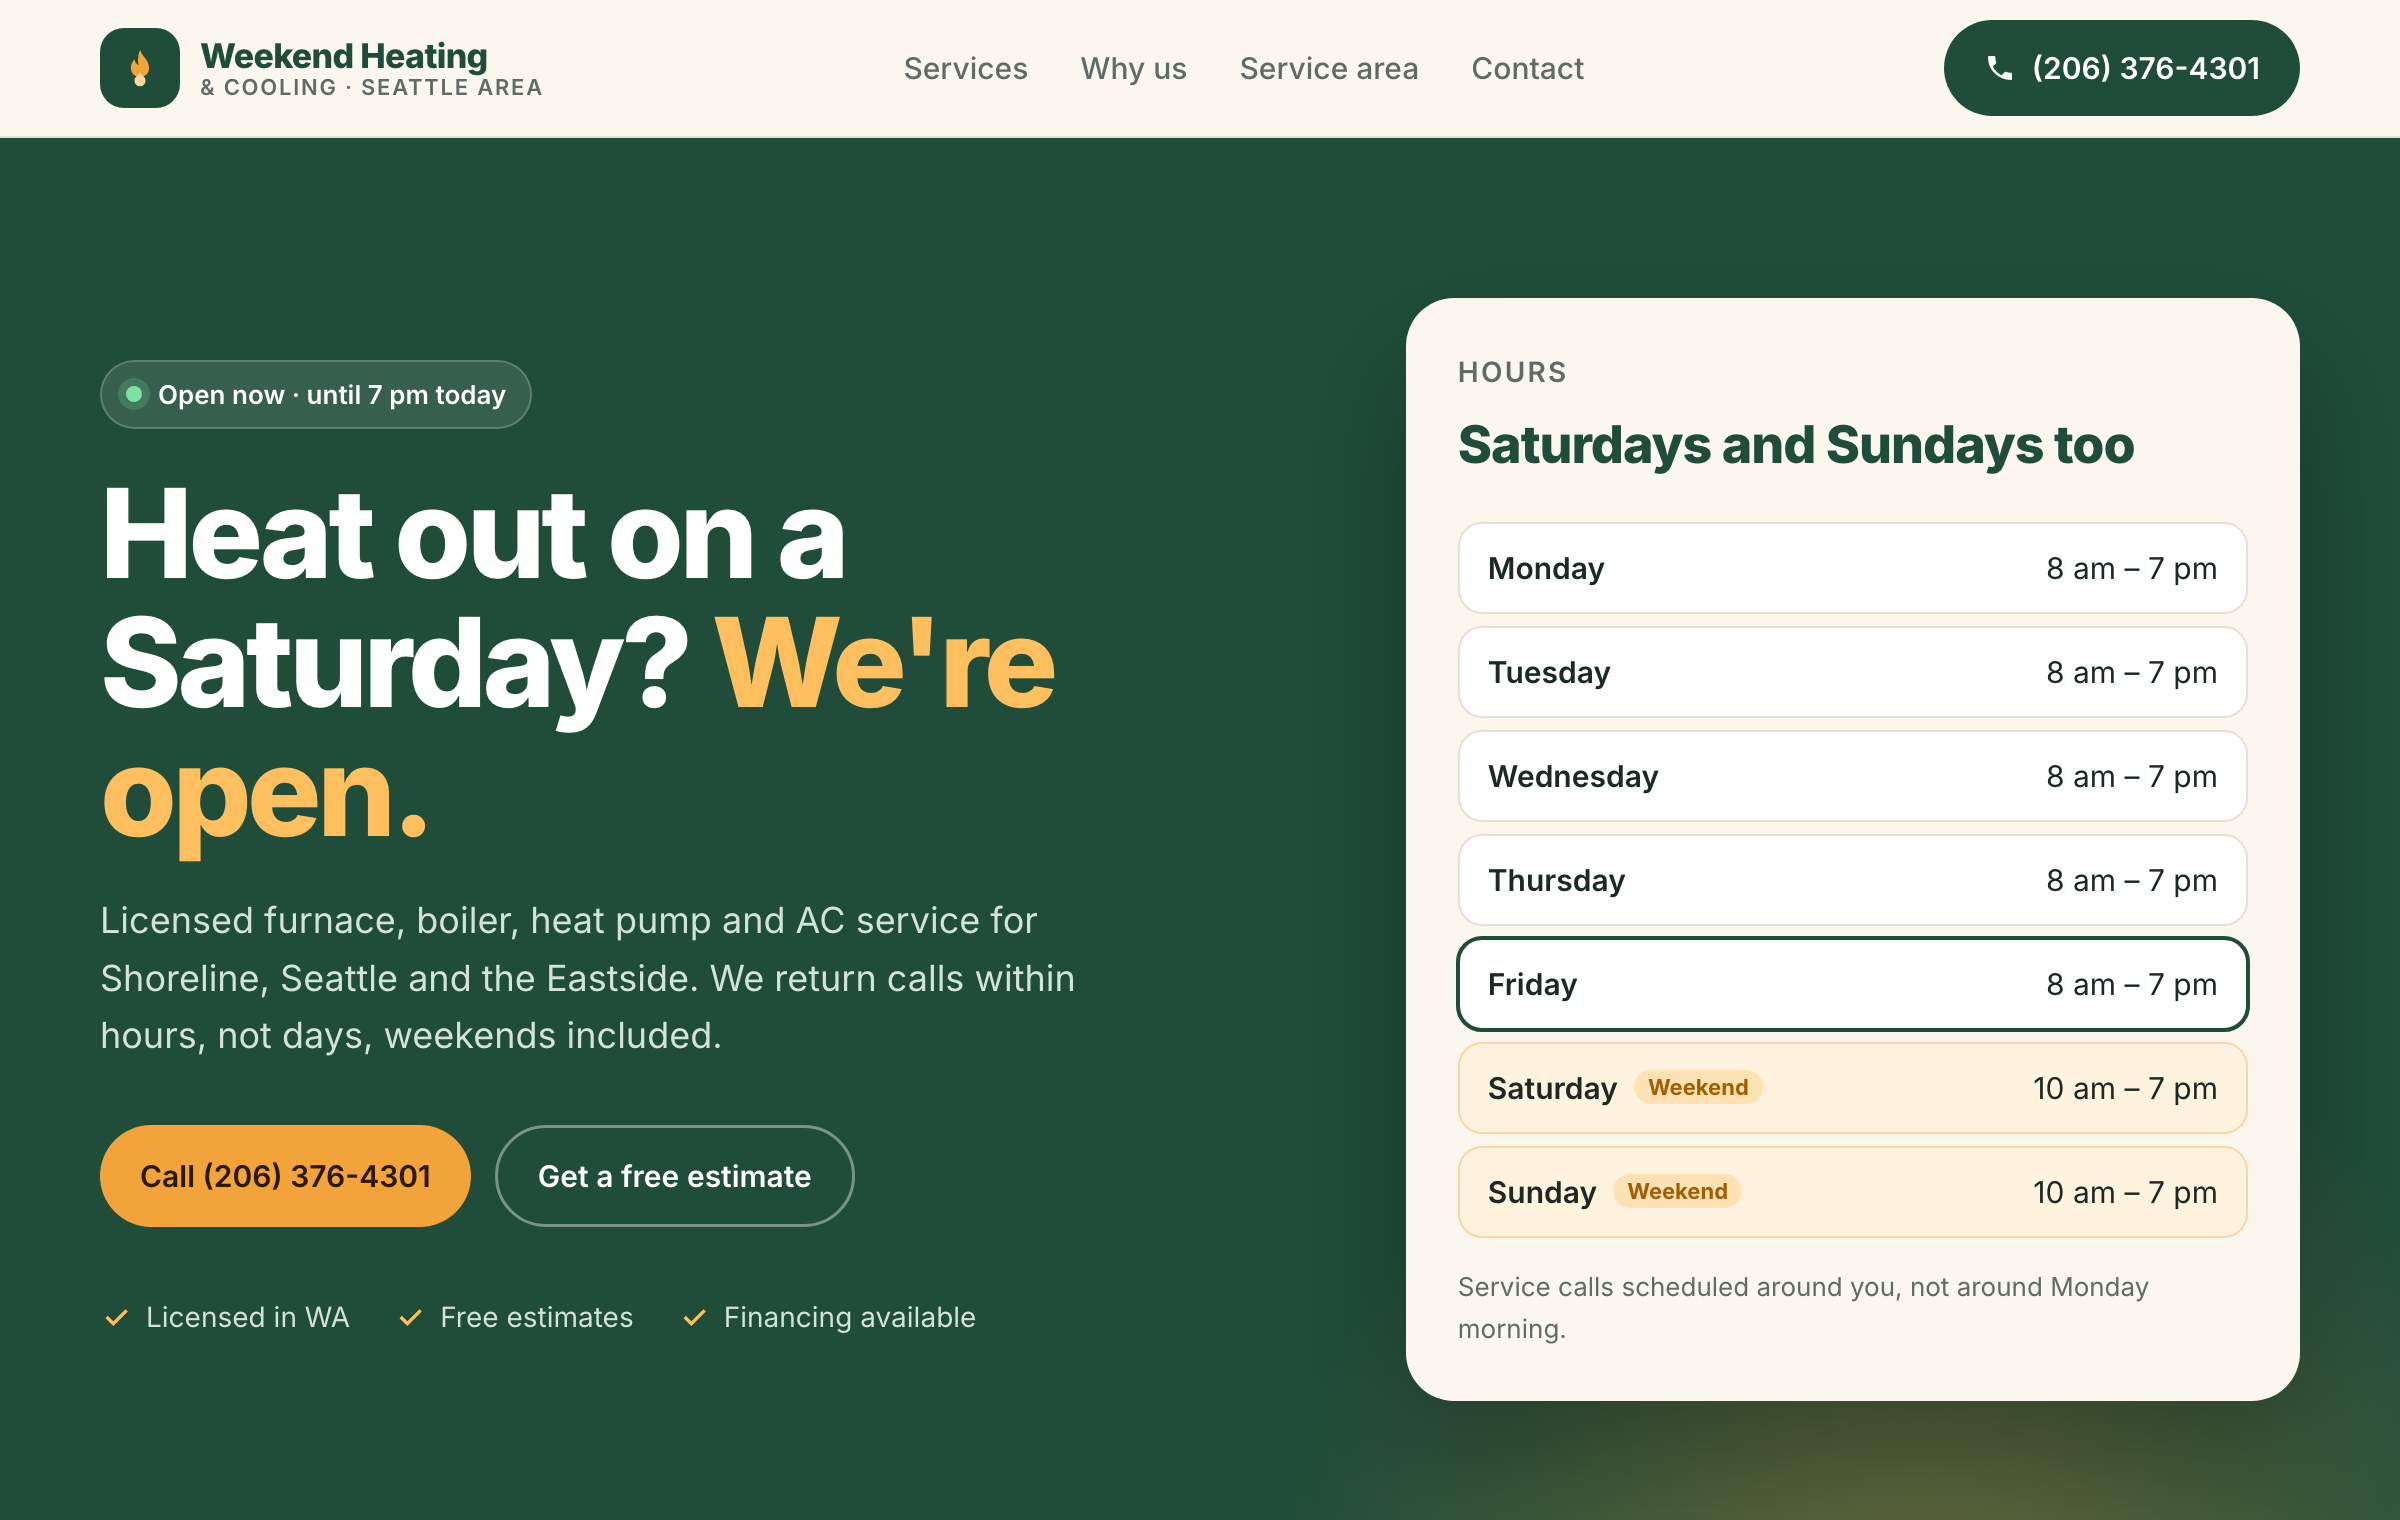 Weekend Heating
& COOLING · SEATTLE AREA
Services
Why us
Service area
Contact
(206) 376-4301
Open now · until 7 pm today
Heat out on a
Saturday? We're
open.
Licensed furnace, boiler, heat pump and AC service for
Shoreline, Seattle and the Eastside. We return calls within
hours, not days, weekends included.
Call (206) 376-4301
Get a free estimate
Licensed in WA
Free estimates
Financing available
HOURS
Saturdays and Sundays too
Monday 8 am – 7 pm
Tuesday 8 am – 7 pm
Wednesday 8 am – 7 pm
Thursday 8 am – 7 pm
Friday 8 am – 7 pm
Saturday Weekend 10 am – 7 pm
Sunday Weekend 10 am – 7 pm
Service calls scheduled around you, not around Monday
morning.